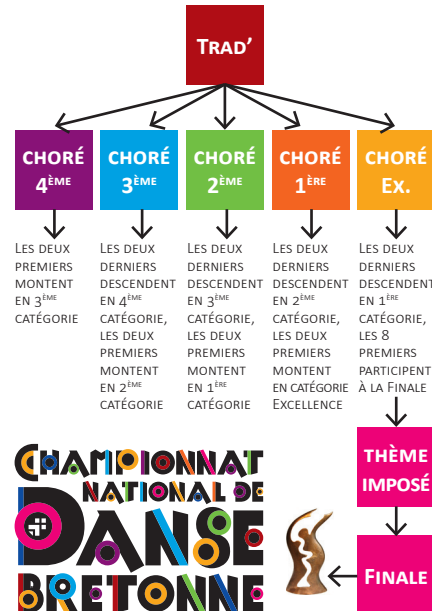 TRAD'
CHORÉ
4ÈME
CHORÉ
3ÈME
CHORÉ
2ÈME
CHORÉ
1ÈRE
CHORÉ
EX.
LES DEUX
PREMIERS
MONTENT
EN 3ÈME
CATÉGORIE
LES DEUX
DERNIERS
DESCENDENT
EN 4ÈME
CATÉGORIE,
LES DEUX
PREMIERS
MONTENT
EN 2ÈME
CATÉGORIE
LES DEUX
DERNIERS
DESCENDENT
EN 3ÈME
CATÉGORIE,
LES DEUX
PREMIERS
MONTENT
EN 1ÈRE
CATÉGORIE
LES DEUX
DERNIERS
DESCENDENT
EN 2ÈME
CATÉGORIE,
LES DEUX
PREMIERS
MONTENT
EN CATÉGORIE
EXCELLENCE
LES DEUX
DERNIERS
DESCENDENT
EN 1ÈRE
CATÉGORIE,
LES 8
PREMIERS
PARTICIPENT
À LA FINALE
THÈME
IMPOSÉ
FINALE
CHAMPIONNAT
NATIONAL DE
DANSE
BRETONNE